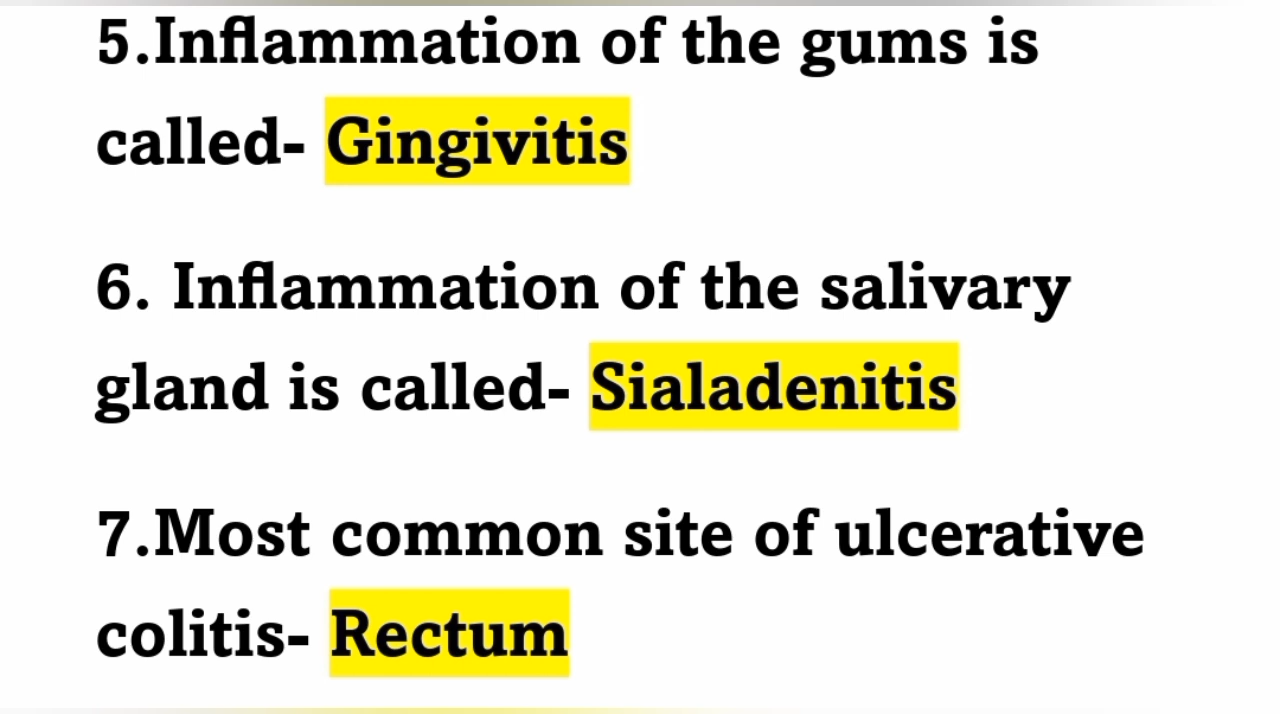 5.Inflammation of the gums is
called- Gingivitis
6. Inflammation of the salivary
gland is called- Sialadenitis
7.Most common site of ulcerative
colitis- Rectum